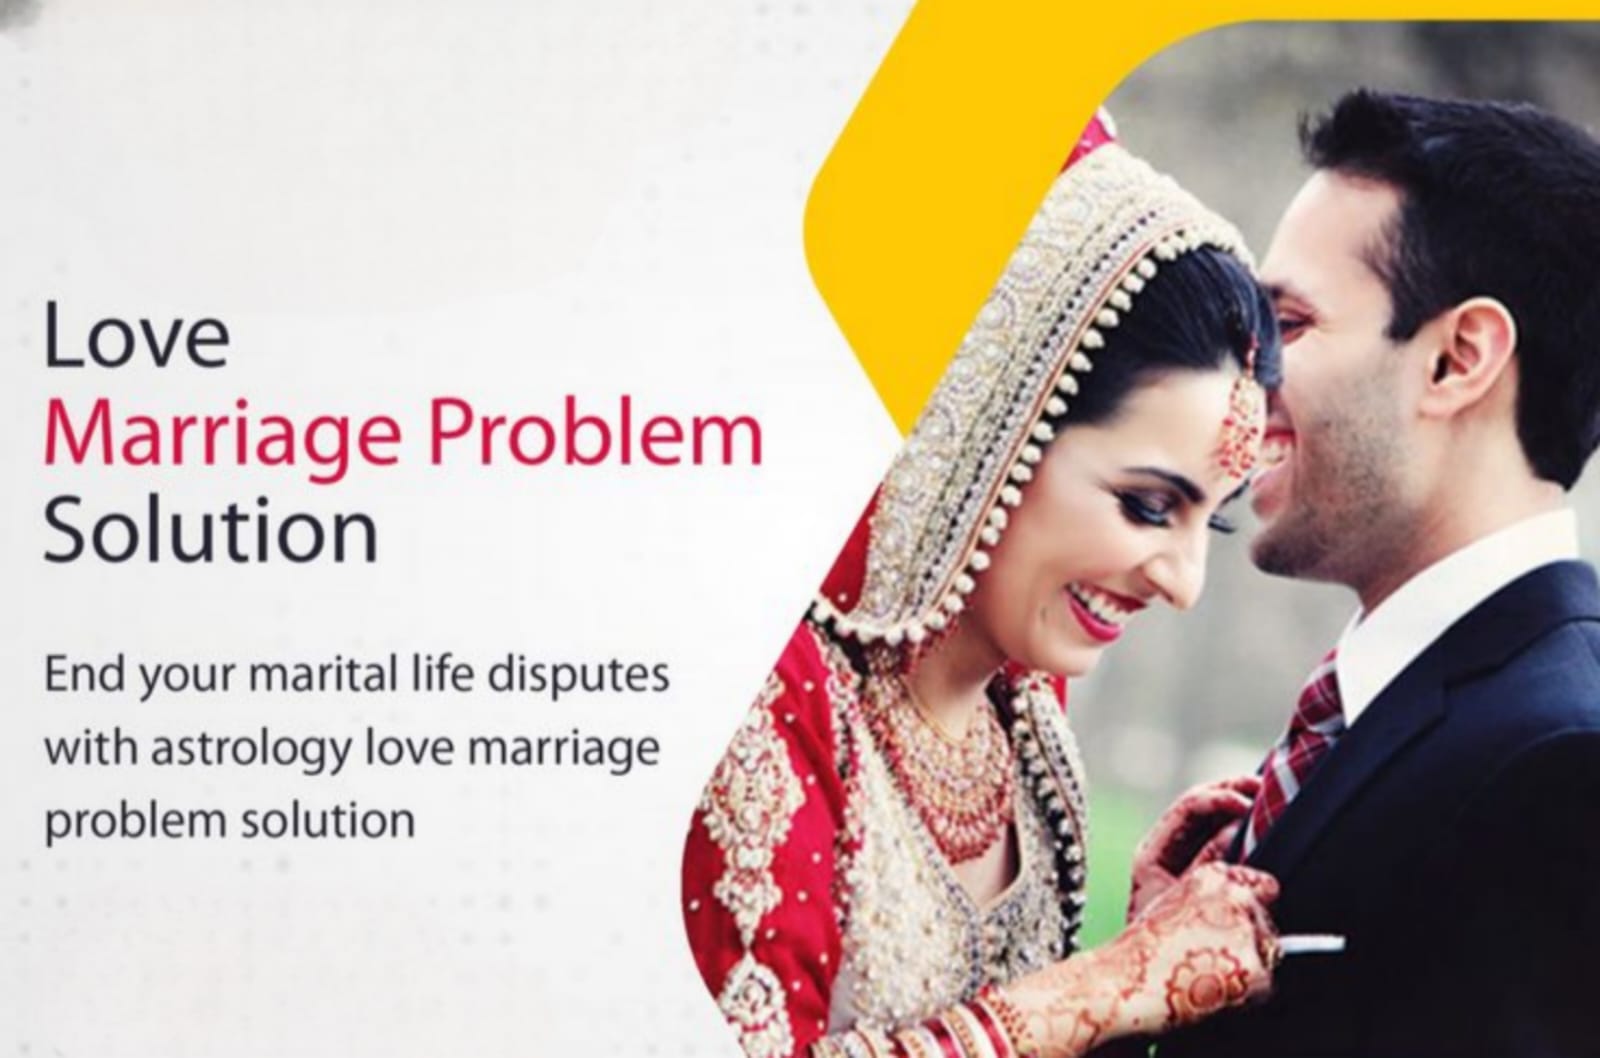 Love
Marriage Problem
Solution
End your marital life disputes
with astrology love marriage
problem solution